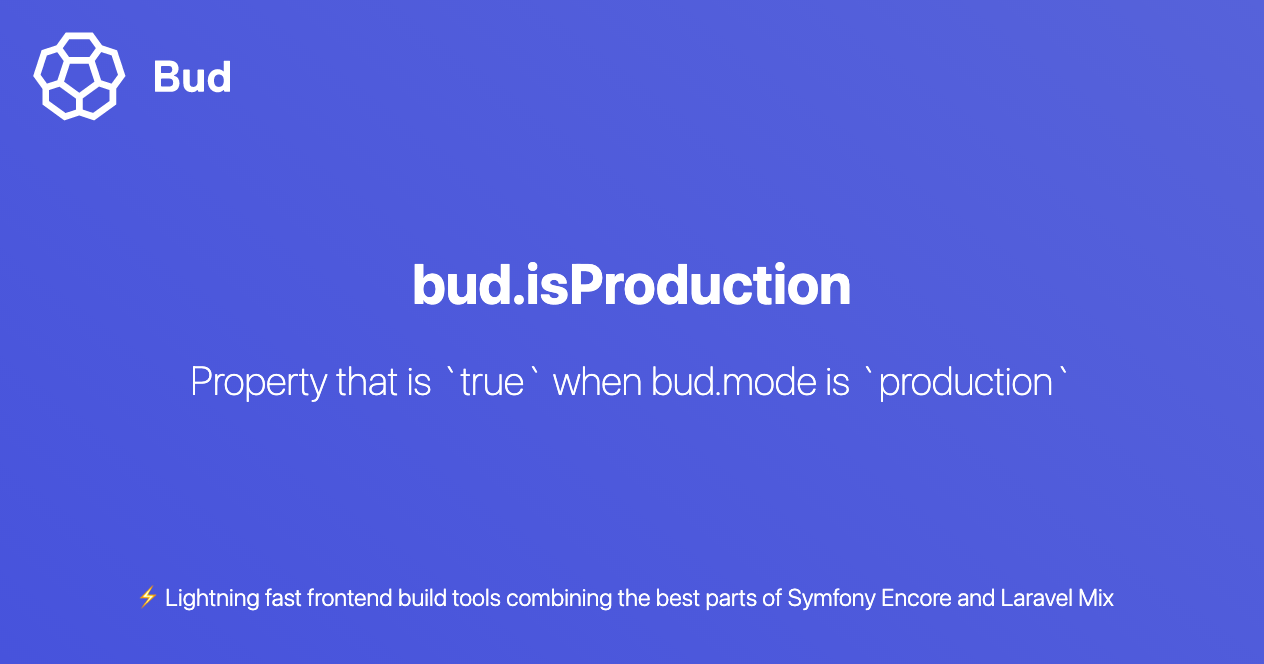 Bud
bud.isProduction
Property that is `true` when bud.mode is `production`
⚡ Lightning fast frontend build tools combining the best parts of Symfony Encore and Laravel Mix